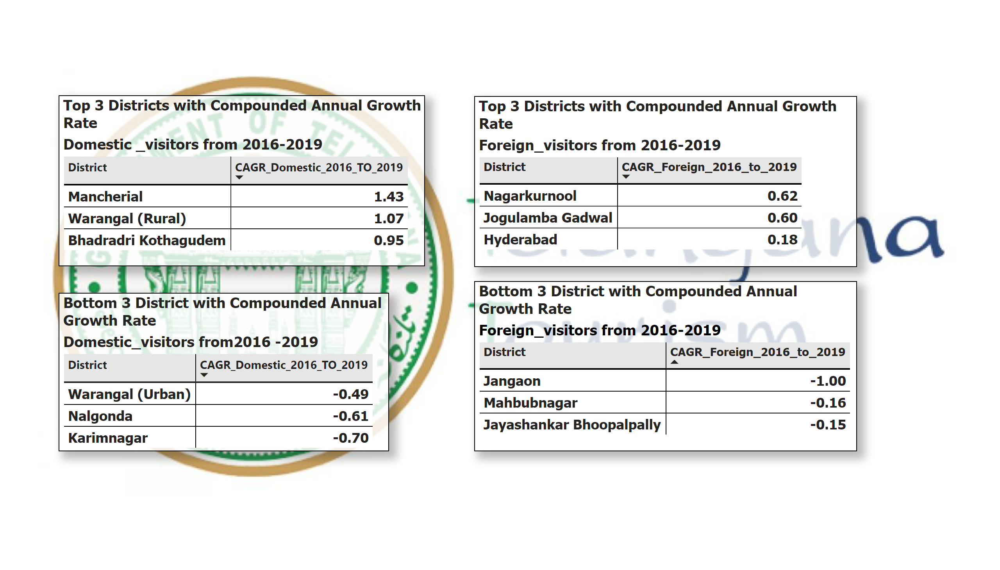 Top 3 Districts with Compounded Annual Growth
Rate
Domestic _visitors from 2016-2019
District CAGR_Domestic_2016_TO_2019
Mancherial 1.43
Warangal (Rural) 1.07
Bhadradri Kothagudem 0.95
Bottom 3 District with Compounded Annual
Growth Rate
Domestic_visitors from2016 -2019
District CAGR_Domestic_2016_TO_2019
Warangal (Urban) -0.49
Nalgonda -0.61
Karimnagar -0.70
Top 3 Districts with Compounded Annual Growth
Rate
Foreign_visitors from 2016-2019
District CAGR_Foreign_2016_to_2019
Nagarkurnool 0.62
Jogulamba Gadwal 0.60
Hyderabad 0.18
Bottom 3 District with Compounded Annual
Growth Rate
Foreign_visitors from 2016-2019
District CAGR_Foreign_2016_to_2019
Jangaon -1.00
Mahbubnagar -0.16
Jayashankar Bhoopalpally -0.15
OF
Tourism